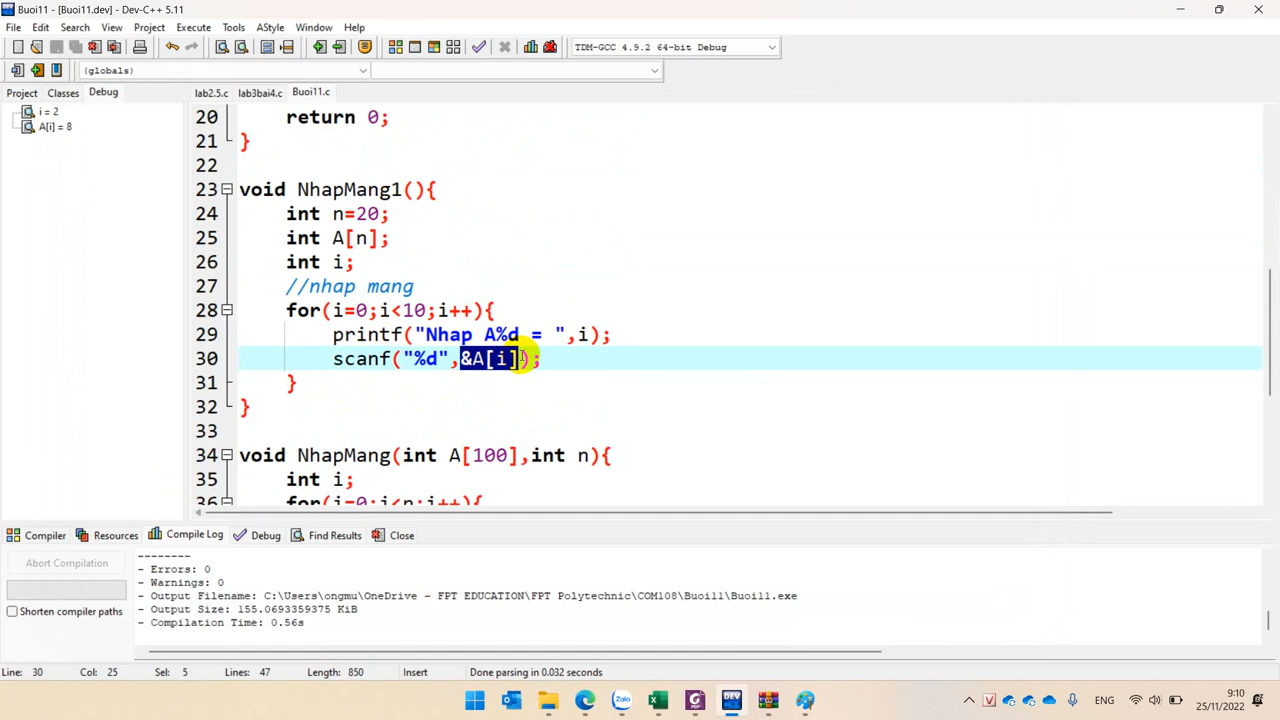 Buoi11 - [Buoi11.dev] - Dev-C++ 5.11
File Edit Search View Project Execute Tools AStyle Window Help
TDM-GCC 4.9.2 64-bit Debug
(globals)
Project Classes Debug
lab2.5.c lab3bai4.c Buoi11.c
i = 2
A[i] = 8
20 return 0;
21 }
22
23 void NhapMang1(){
24 int n=20;
25 int A[n];
26 int i;
27 //nhap mang
28 for(i=0;i<10;i++){
29 printf("Nhap A%d = ",i);
30 scanf("%d",&A[i]);
31 }
32 }
33
34 void NhapMang(int A[100],int n){
35 int i;
36 for(i=0;i<n;i++){
Compiler Resources Compile Log Debug Find Results Close
Abort Compilation
Shorten compiler paths
--------
- Errors: 0
- Warnings: 0
- Output Filename: C:\Users\ongmu\OneDrive - FPT EDUCATION\FPT Polytechnic\COM108\Buoi11\Buoi11.exe
- Output Size: 155.0693359375 KiB
- Compilation Time: 0.56s
Line: 30 Col: 25 Sel: 5 Lines: 47 Length: 850 Insert Done parsing in 0.032 seconds
Zalo
DEV
ENG
9:10
25/11/2022